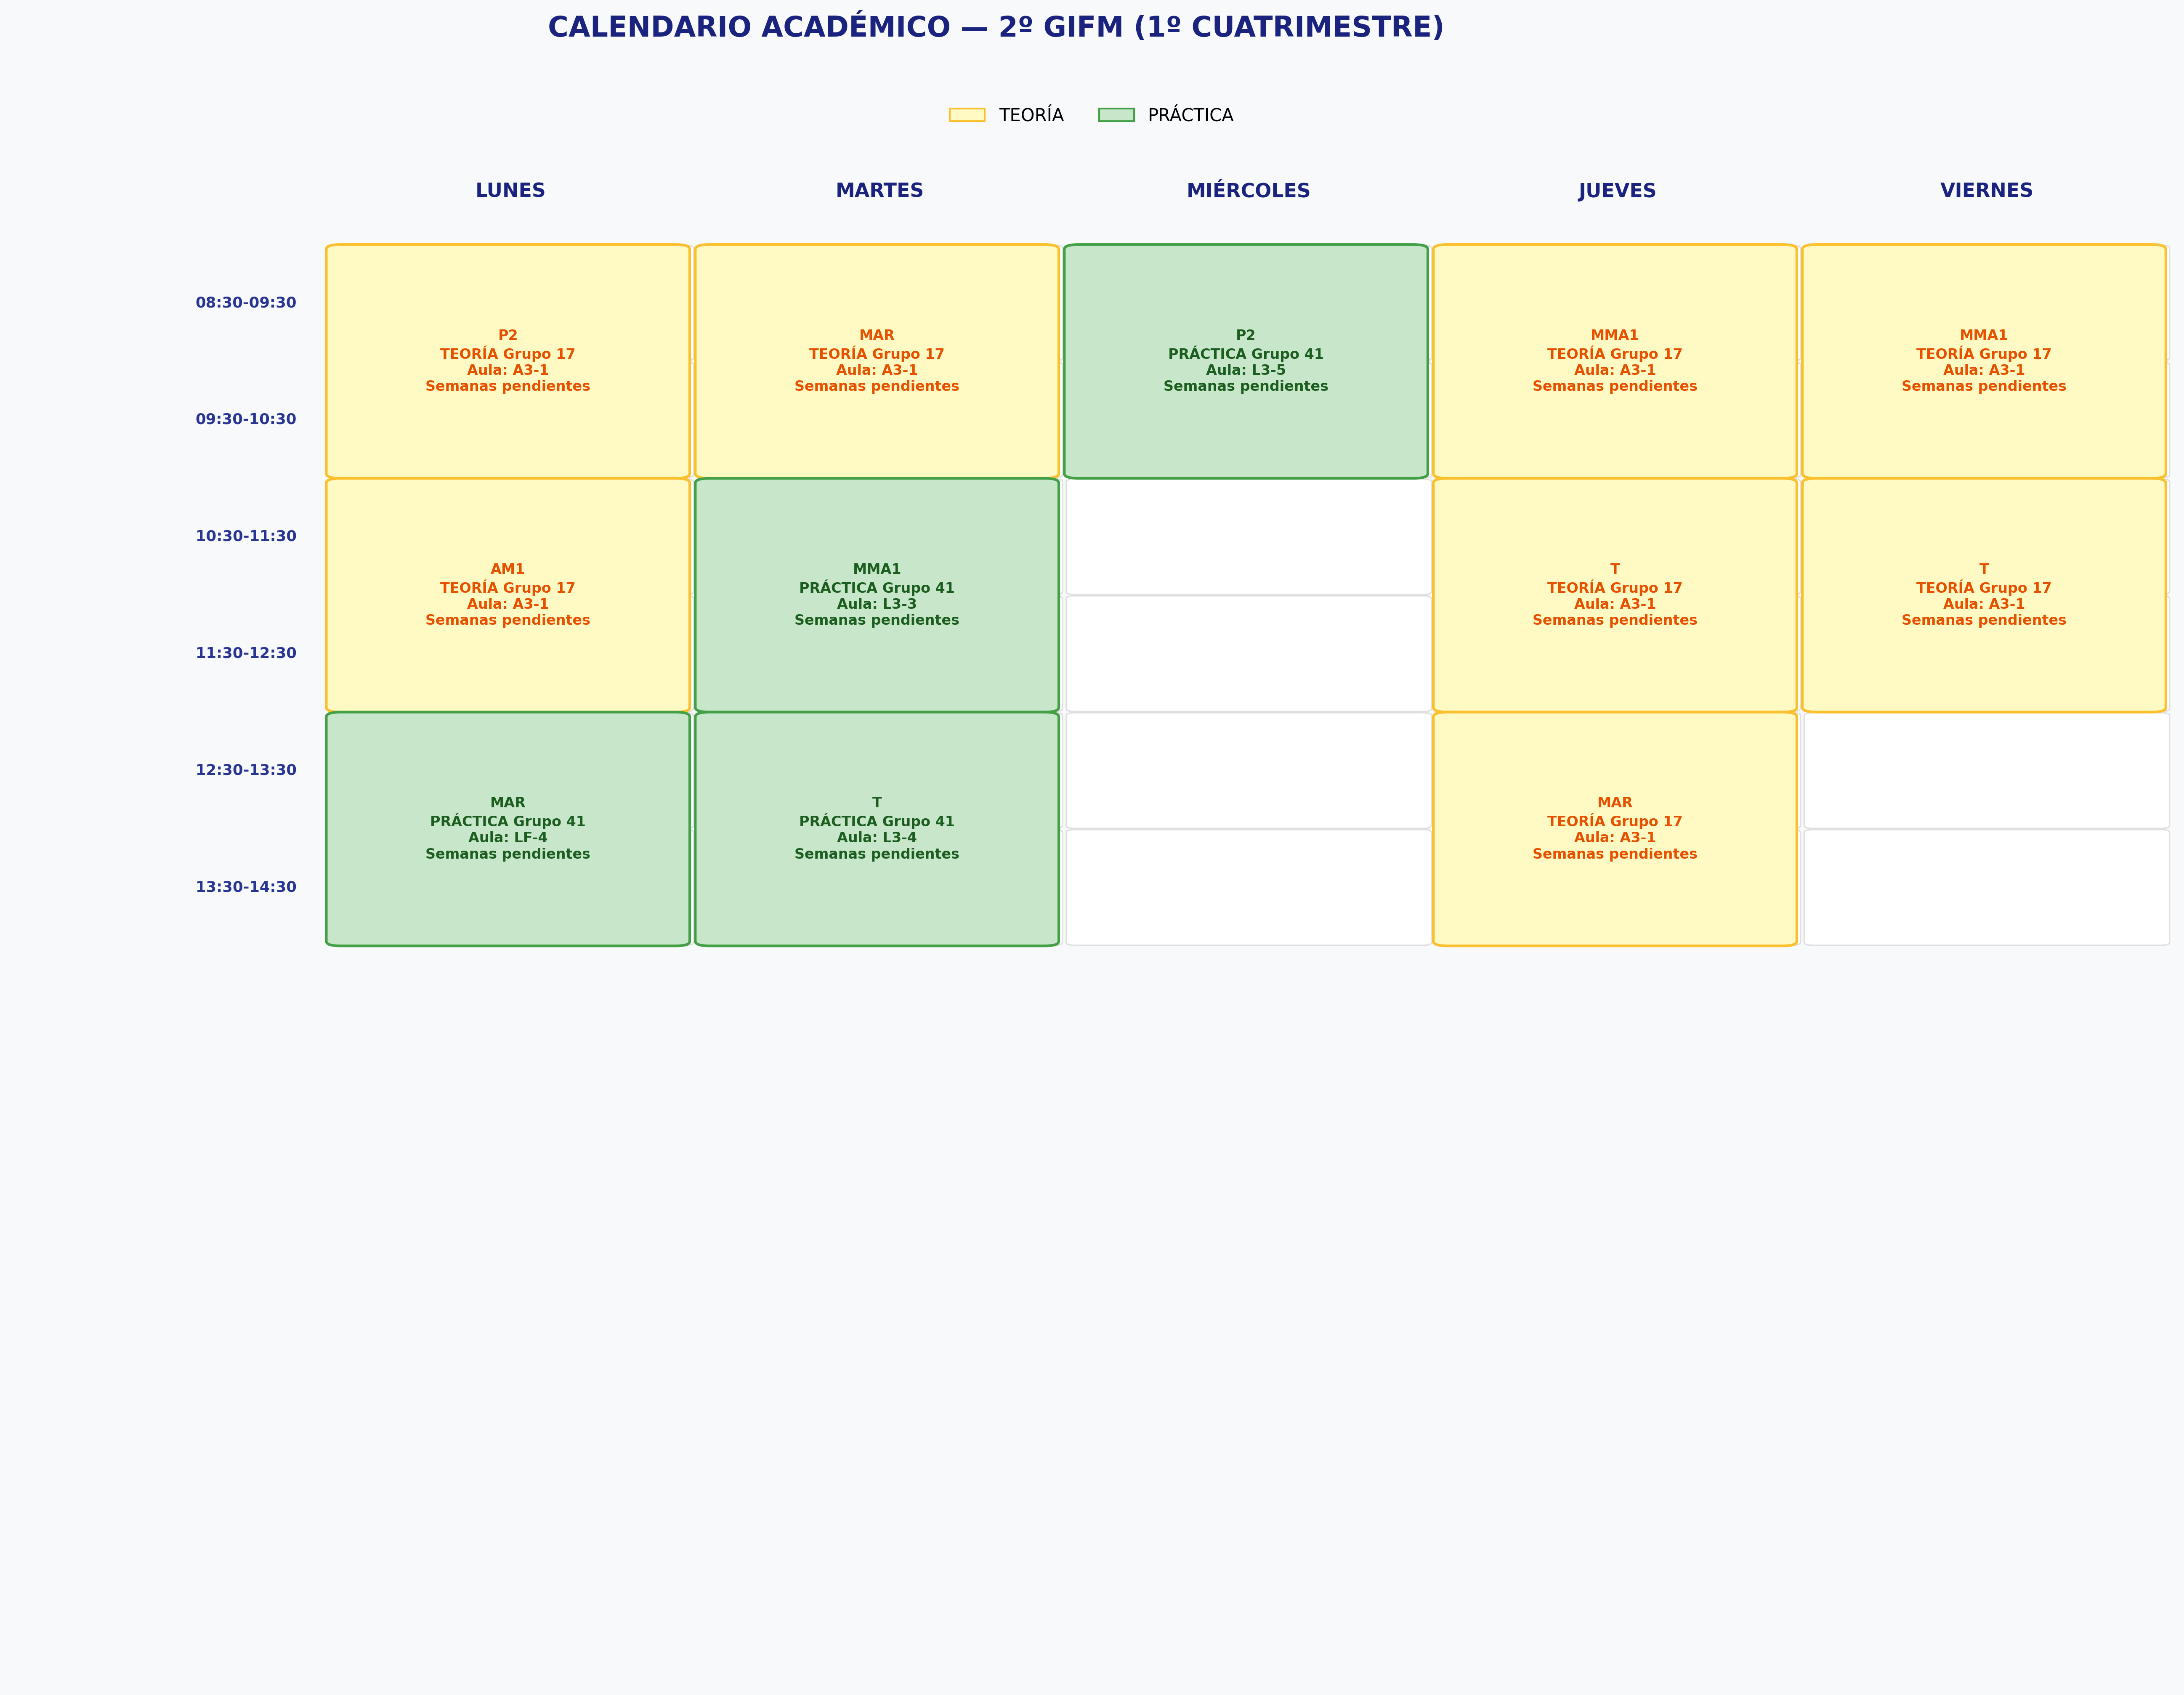 CALENDARIO ACADÉMICO — 2º GIFM (1º CUATRIMESTRE)
TEORÍA
PRÁCTICA
LUNES
MARTES
MIÉRCOLES
JUEVES
VIERNES
08:30-09:30
P2
TEORÍA Grupo 17
Aula: A3-1
Semanas pendientes
MAR
TEORÍA Grupo 17
Aula: A3-1
Semanas pendientes
P2
PRÁCTICA Grupo 41
Aula: L3-5
Semanas pendientes
MMA1
TEORÍA Grupo 17
Aula: A3-1
Semanas pendientes
MMA1
TEORÍA Grupo 17
Aula: A3-1
Semanas pendientes
09:30-10:30
10:30-11:30
AM1
TEORÍA Grupo 17
Aula: A3-1
Semanas pendientes
MMA1
PRÁCTICA Grupo 41
Aula: L3-3
Semanas pendientes
T
TEORÍA Grupo 17
Aula: A3-1
Semanas pendientes
T
TEORÍA Grupo 17
Aula: A3-1
Semanas pendientes
11:30-12:30
12:30-13:30
MAR
PRÁCTICA Grupo 41
Aula: LF-4
Semanas pendientes
T
PRÁCTICA Grupo 41
Aula: L3-4
Semanas pendientes
MAR
TEORÍA Grupo 17
Aula: A3-1
Semanas pendientes
13:30-14:30